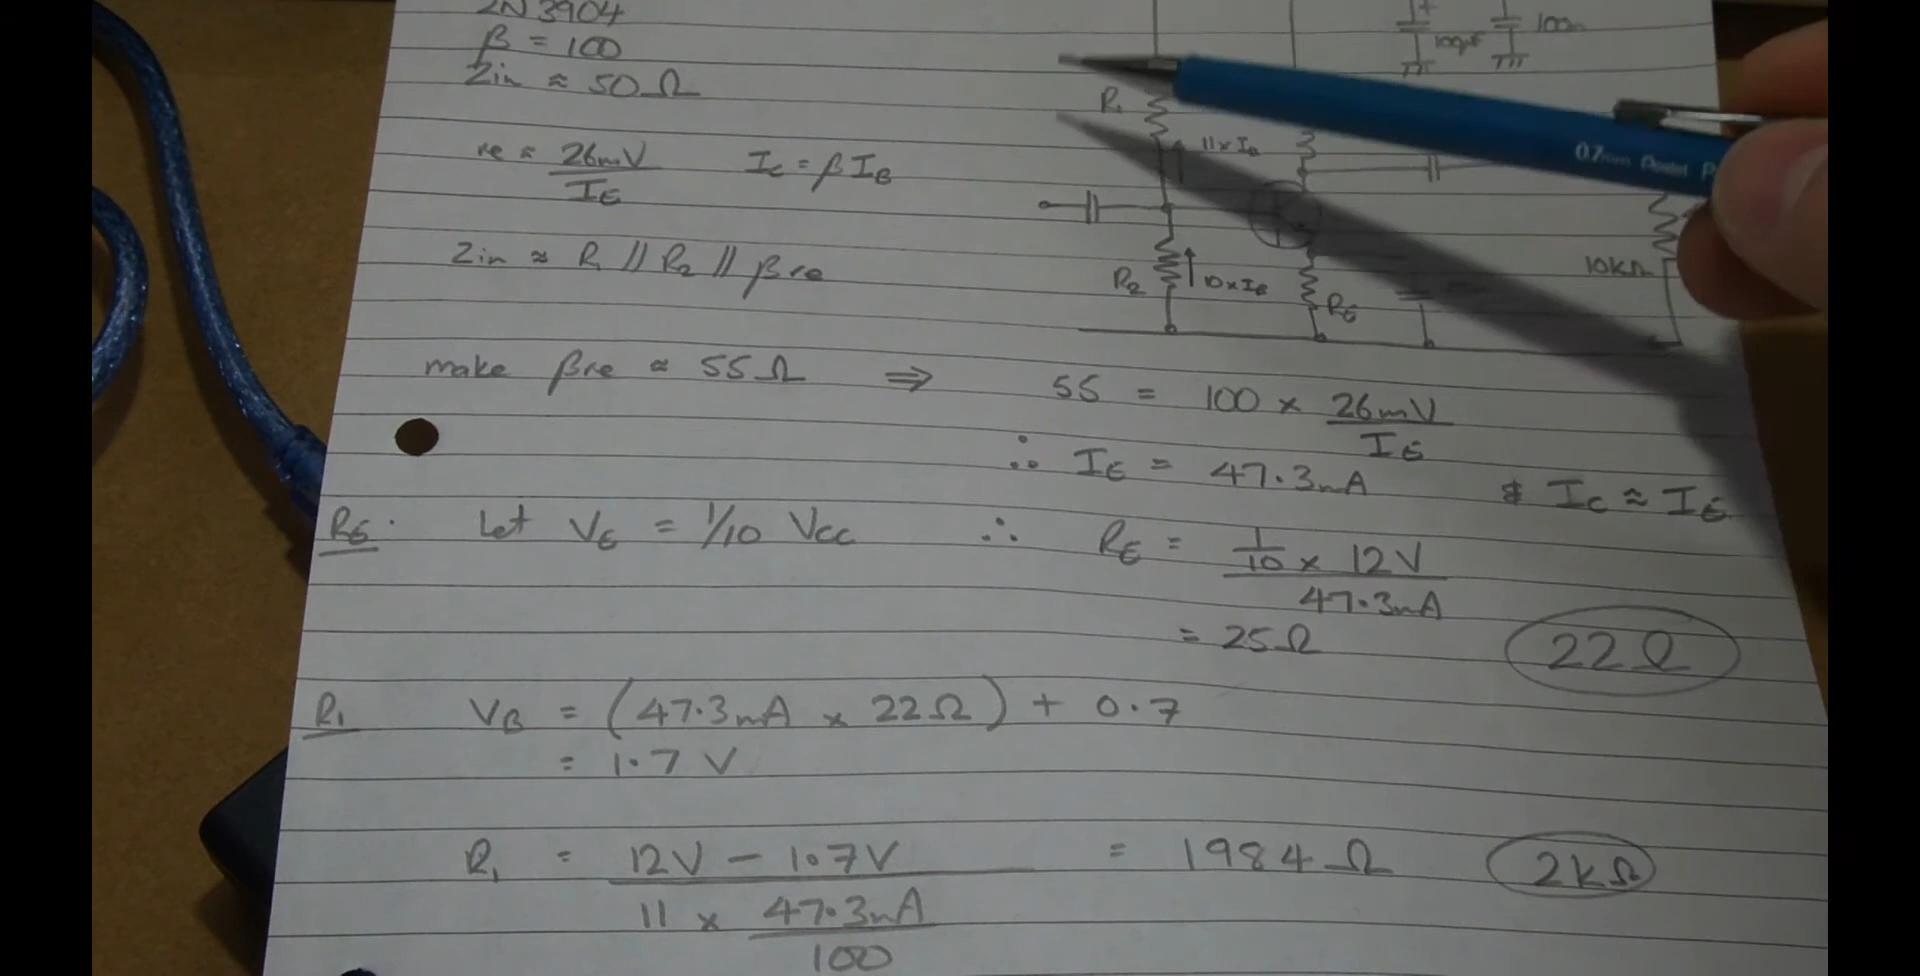 2N3904
β = 100
Zin ≈ 50Ω
100μF
100n
0.7mm Pentel P
re ≈ 26mV / IE
IC = βIB
R1
11 x IB
Zin ≈ R1 // R2 // βre
R2
10 x IB
RE
10KΩ
make βre ≈ 55Ω ⇒ 55 = 100 x 26mV / IE
∴ IE = 47.3mA & IC ≈ IE
RE. Let VE = 1/10 Vcc ∴ RE = 1/10 x 12V / 47.3mA
= 25Ω 22Ω
R1 VB = (47.3mA x 22Ω) + 0.7
= 1.7V
R1 = 12V - 1.7V / 11 x 47.3mA / 100 = 1984Ω 2kΩ